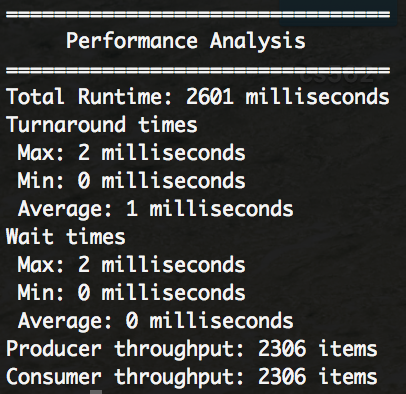 ==================================
Performance Analysis
==================================
Total Runtime: 2601 milliseconds
Turnaround times
Max: 2 milliseconds
Min: 0 milliseconds
Average: 1 milliseconds
Wait times
Max: 2 milliseconds
Min: 0 milliseconds
Average: 0 milliseconds
Producer throughput: 2306 items
Consumer throughput: 2306 items